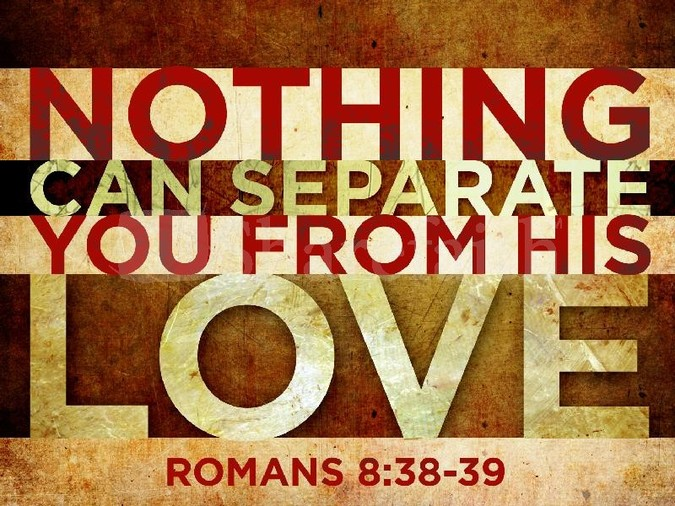 NOTHING
CAN SEPARATE
YOU FROM HIS
LOVE
ROMANS 8:38-39